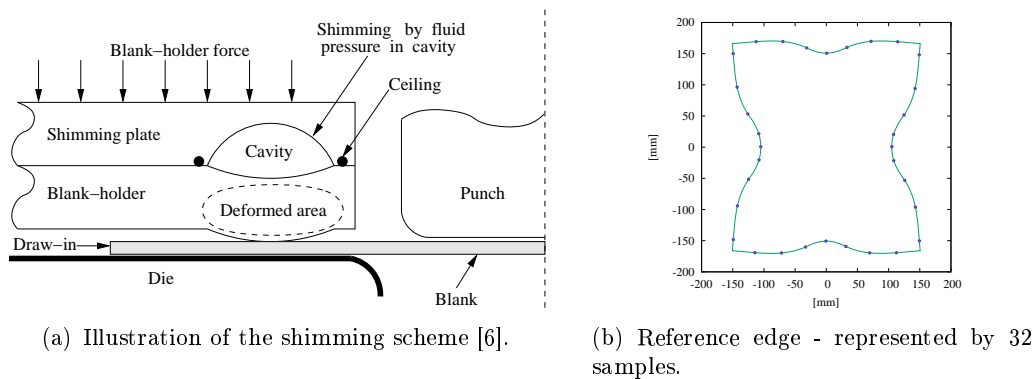 Shimming by fluid
pressure in cavity
Blank−holder force
Ceiling
Shimming plate
Cavity
Blank−holder
Punch
Deformed area
Draw−in
Die
Blank
(a) Illustration of the shimming scheme [6].
200
150
100
50
0
-50
-100
-150
-200
[mm]
-200 -150 -100 -50 0 50 100 150 200
[mm]
(b) Reference edge - represented by 32
samples.